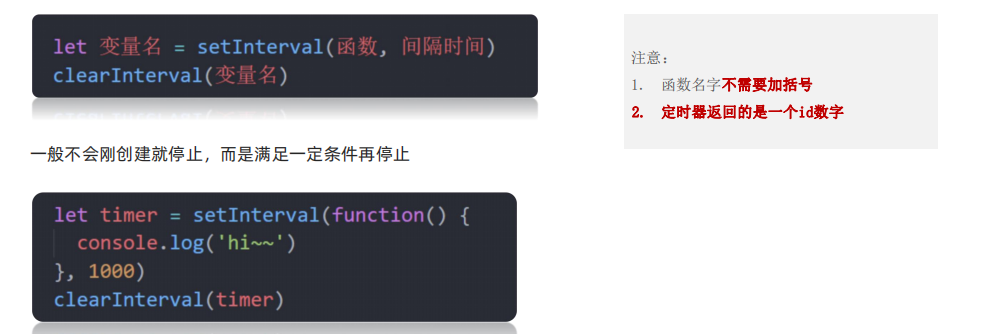 let 变量名 = setInterval(函数, 间隔时间)
clearInterval(变量名)
一般不会刚创建就停止，而是满足一定条件再停止
let timer = setInterval(function() {
  console.log('hi~~')
}, 1000)
clearInterval(timer)
注意：
1. 函数名字不需要加括号
2. 定时器返回的是一个id数字